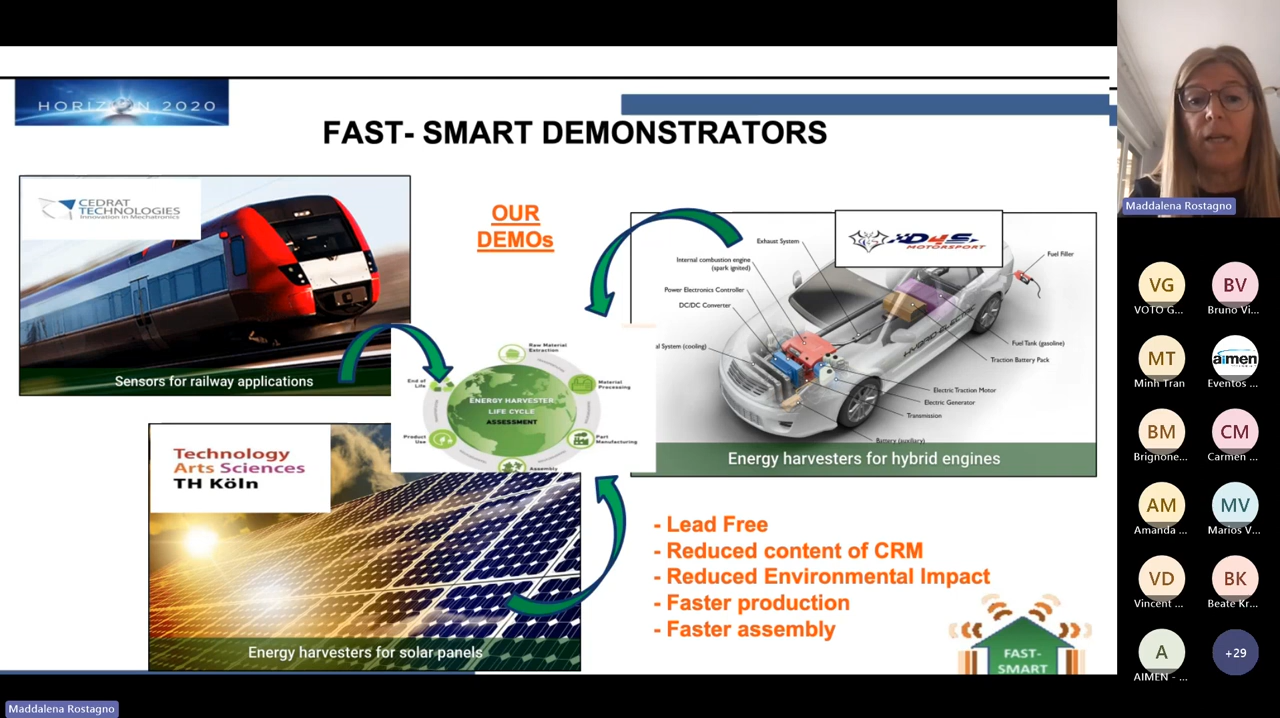 HORIZON 2020
FAST- SMART DEMONSTRATORS
CEDRAT
TECHNOLOGIES
Innovation in Mechatronics
Sensors for railway applications
OUR
DEMOs
D4S
MOTORSPORT
Exhaust System
Internal combustion engine
(spark ignited)
Power Electronics Controller
DC/DC Converter
al System (cooling)
Fuel Filler
Fuel Tank (gasoline)
Traction Battery Pack
HYBRID ELECTRIC
Electric Traction Motor
Electric Generator
Transmission
Battery (auxiliary)
Energy harvesters for hybrid engines
Raw Material
Extraction
Material
Processing
Part
Manufacturing
Assembly
Product
Use
End of
Life
ENERGY HARVESTER
LIFE CYCLE
ASSESSMENT
Technology
Arts Sciences
TH Köln
Energy harvesters for solar panels
- Lead Free
- Reduced content of CRM
- Reduced Environmental Impact
- Faster production
- Faster assembly
FAST-
SMART
Maddalena Rostagno
VG
VOTO G...
BV
Bruno Vi...
MT
Minh Tran
aimen
Eventos ...
BM
Brignone...
CM
Carmen ...
AM
Amanda ...
MV
Marios V...
VD
Vincent ...
BK
Beate Kr...
A
AIMEN - ...
+29
Maddalena Rostagno